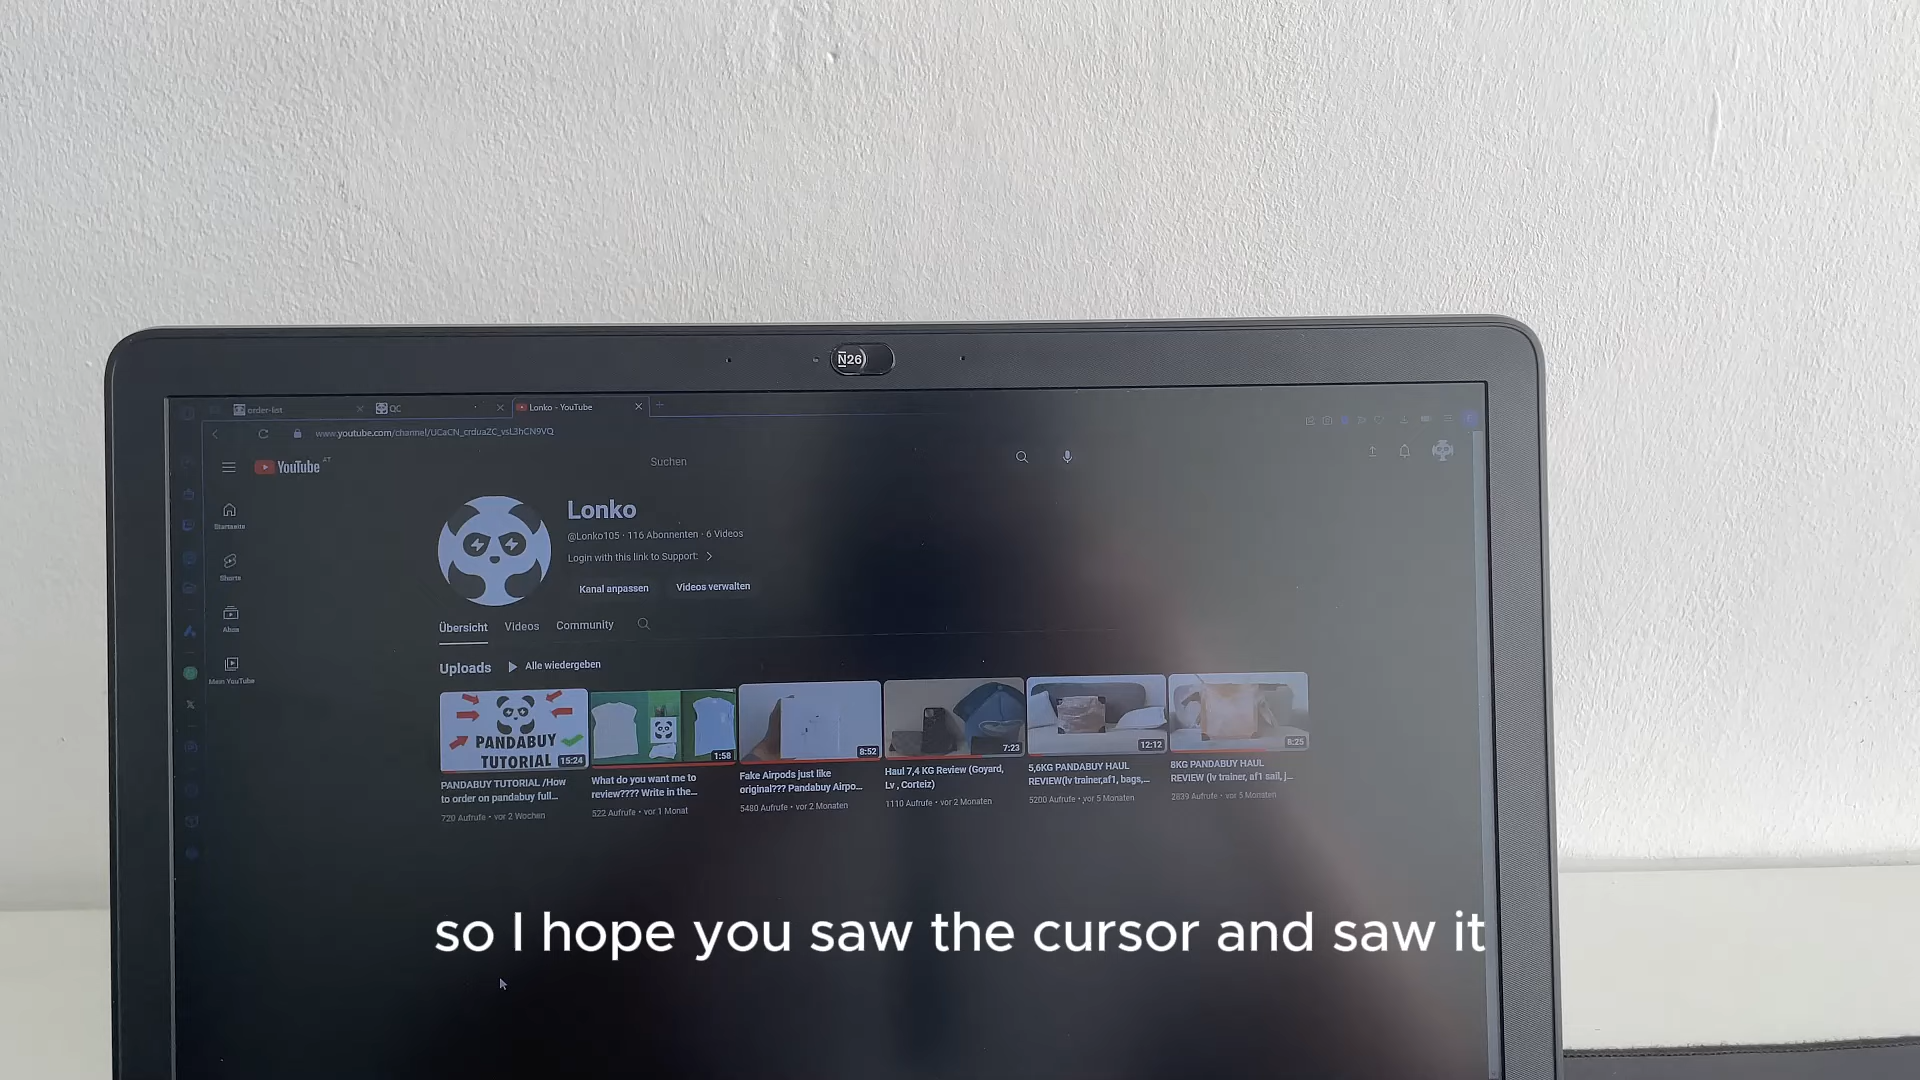 N26
order-list
QC
Lonko - YouTube
www.youtube.com/channel/UCaCN_crduaZC_vsL3hCN9VQ
YouTube AT
Suchen
Lonko
@Lonko105 · 116 Abonnenten · 6 Videos
Login with this link to Support:
Kanal anpassen
Videos verwalten
Startseite
Shorts
Abos
Mein YouTube
Übersicht
Videos
Community
Uploads
Alle wiedergeben
PANDABUY
TUTORIAL
15:24
PANDABUY TUTORIAL /How
to order on pandabuy full...
720 Aufrufe • vor 2 Wochen
1:58
What do you want me to
review???? Write in the...
522 Aufrufe • vor 1 Monat
8:52
Fake Airpods just like
original??? Pandabuy Airpo...
5480 Aufrufe • vor 2 Monaten
7:23
Haul 7,4 KG Review (Goyard,
Lv , Corteiz)
1110 Aufrufe • vor 2 Monaten
12:12
5,6KG PANDABUY HAUL
REVIEW(lv trainer,af1, bags,...
5200 Aufrufe • vor 5 Monaten
8:25
8KG PANDABUY HAUL
REVIEW (lv trainer, af1 sail, j...
2839 Aufrufe • vor 5 Monaten
so I hope you saw the cursor and saw it